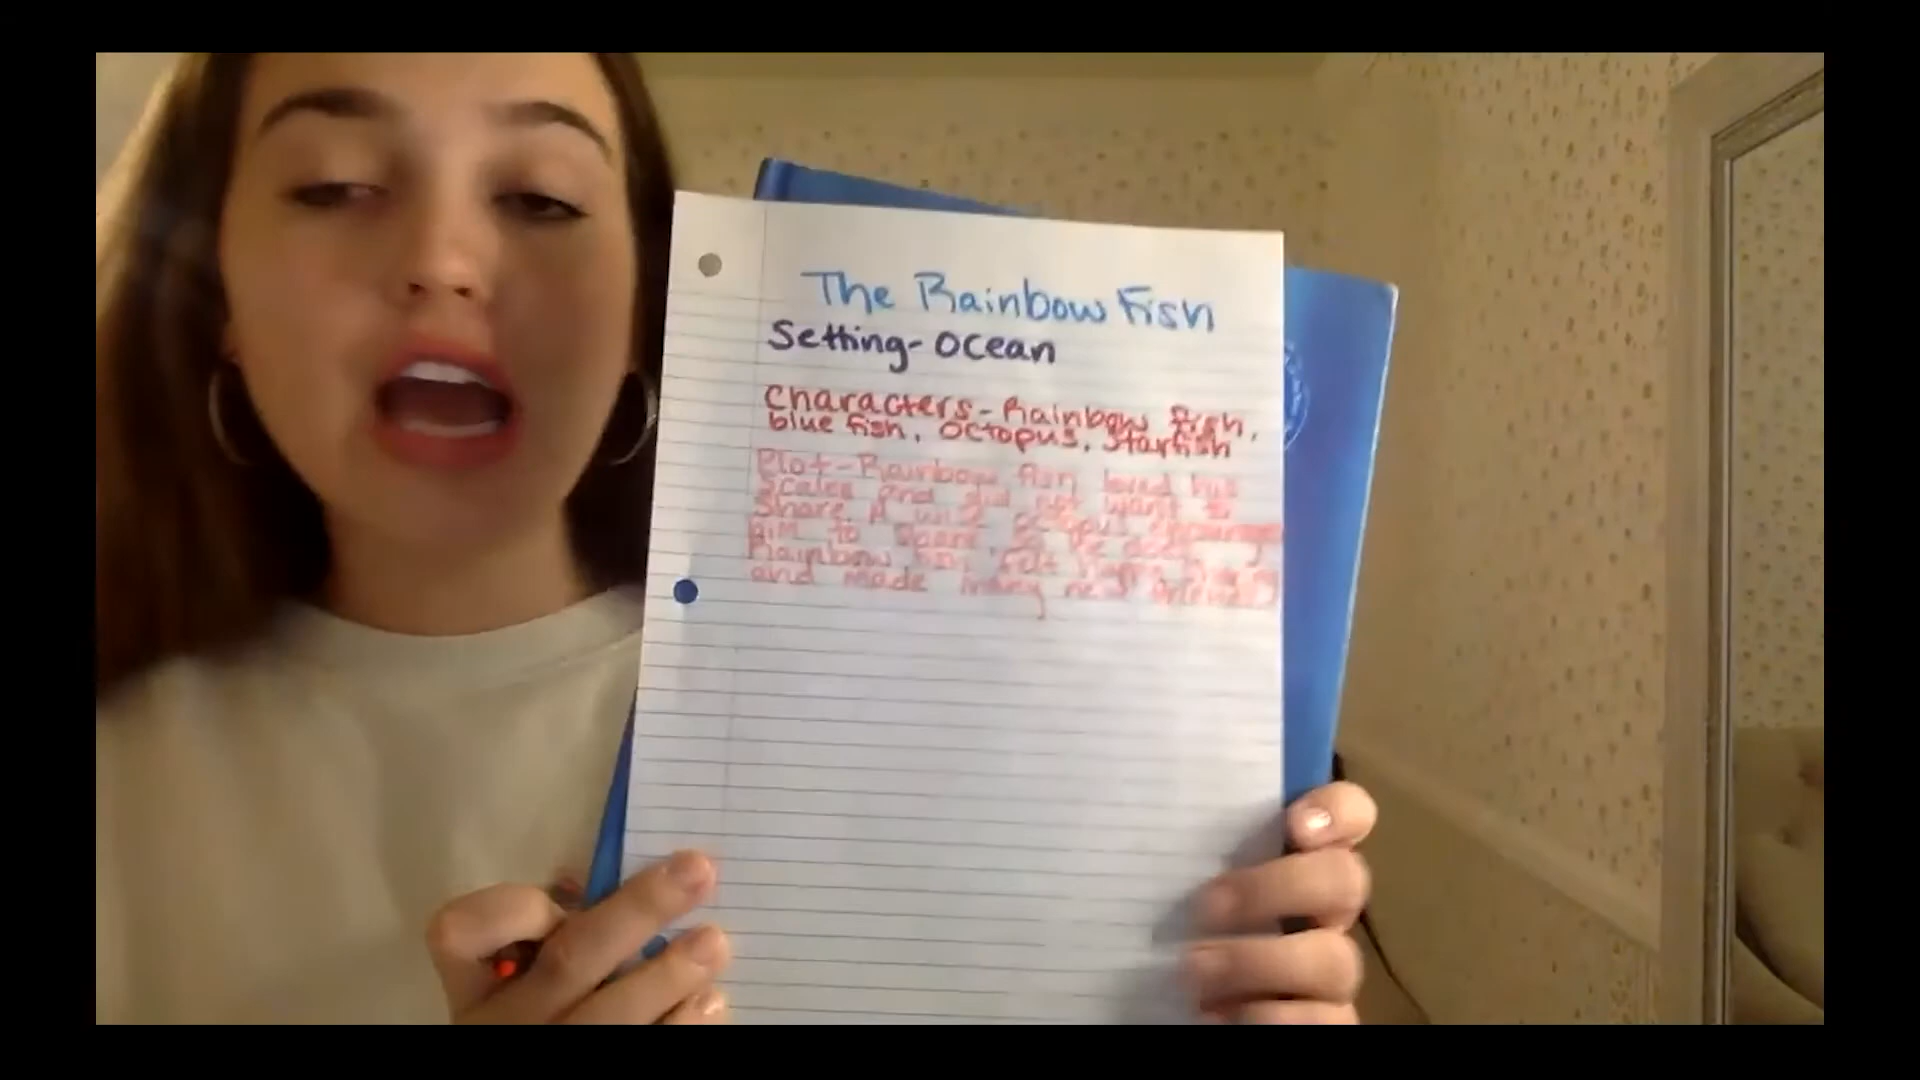 The Rainbow Fish
Setting- Ocean
Characters - Rainbow fish,
blue fish, octopus, starfish
Plot - Rainbow fish loved his
scales and did not want to
share. A wise octopus
him to share, so he did.
Rainbow fish felt
and made many new friends